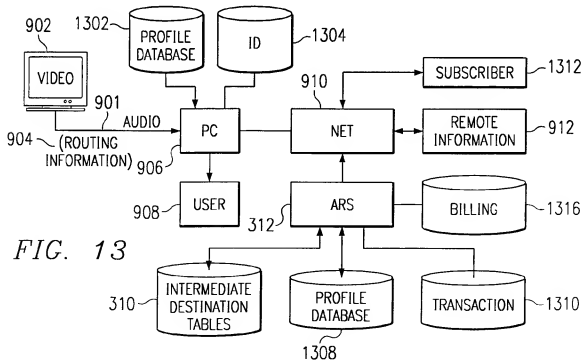 902
VIDEO
1302
PROFILE
DATABASE
ID
1304
910
SUBSCRIBER
1312
901
AUDIO
904
(ROUTING
INFORMATION)
PC
906
NET
REMOTE
INFORMATION
912
908
USER
ARS
312
BILLING
1316
FIG. 13
310
INTERMEDIATE
DESTINATION
TABLES
PROFILE
DATABASE
1308
TRANSACTION
1310